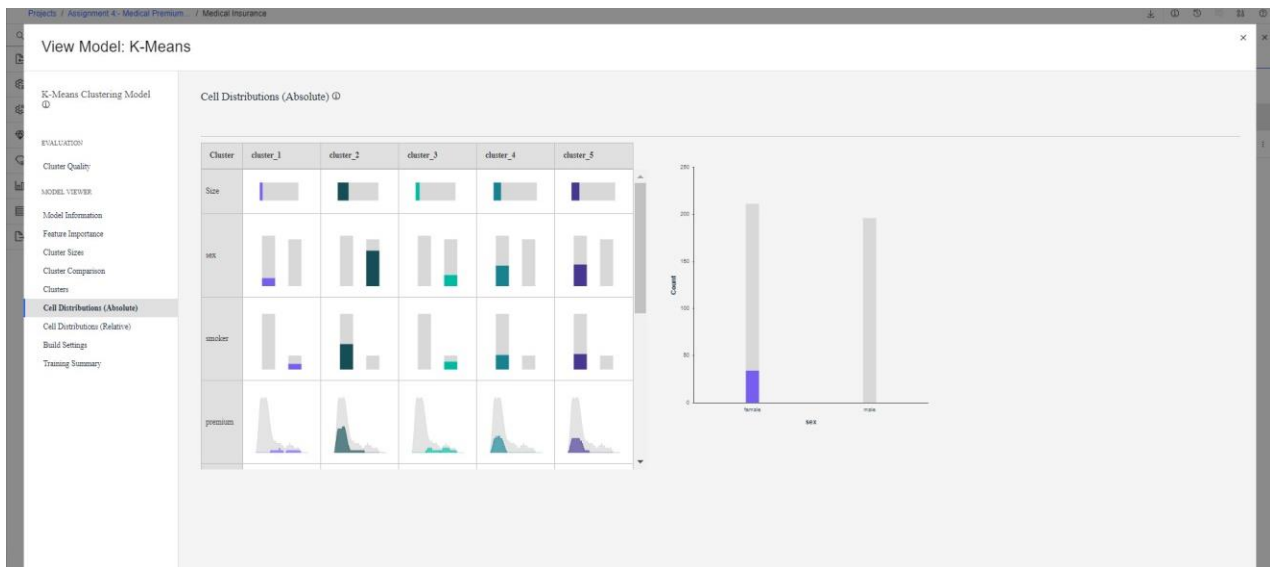 Projects / Assignment 4:- Medical Premium... / Medical Insurance
View Model: K-Means
K-Means Clustering Model
EVALUATION
Cluster Quality
MODEL VIEWER
Model Information
Feature Importance
Cluster Sizes
Cluster Comparison
Clusters
Cell Distributions (Absolute)
Cell Distributions (Relative)
Build Settings
Training Summary
Cell Distributions (Absolute)
Cluster cluster_1 cluster_2 cluster_3 cluster_4 cluster_5
Size
sex
smoker
premium
250
200
150
100
50
0
Count
female male
sex